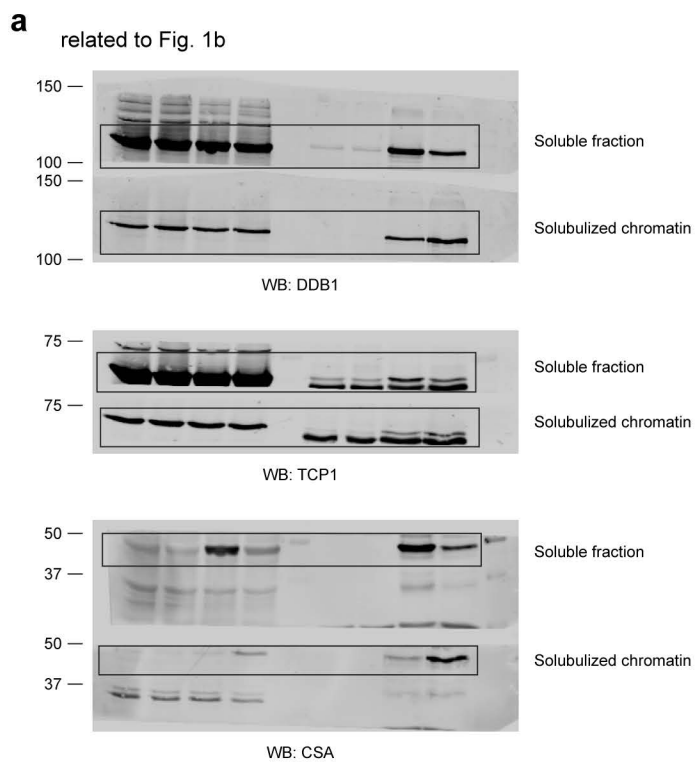 a
related to Fig. 1b
150
100
Soluble fraction
150
100
Solubulized chromatin
WB: DDB1
75
Soluble fraction
75
Solubulized chromatin
WB: TCP1
50
37
Soluble fraction
50
37
Solubulized chromatin
WB: CSA